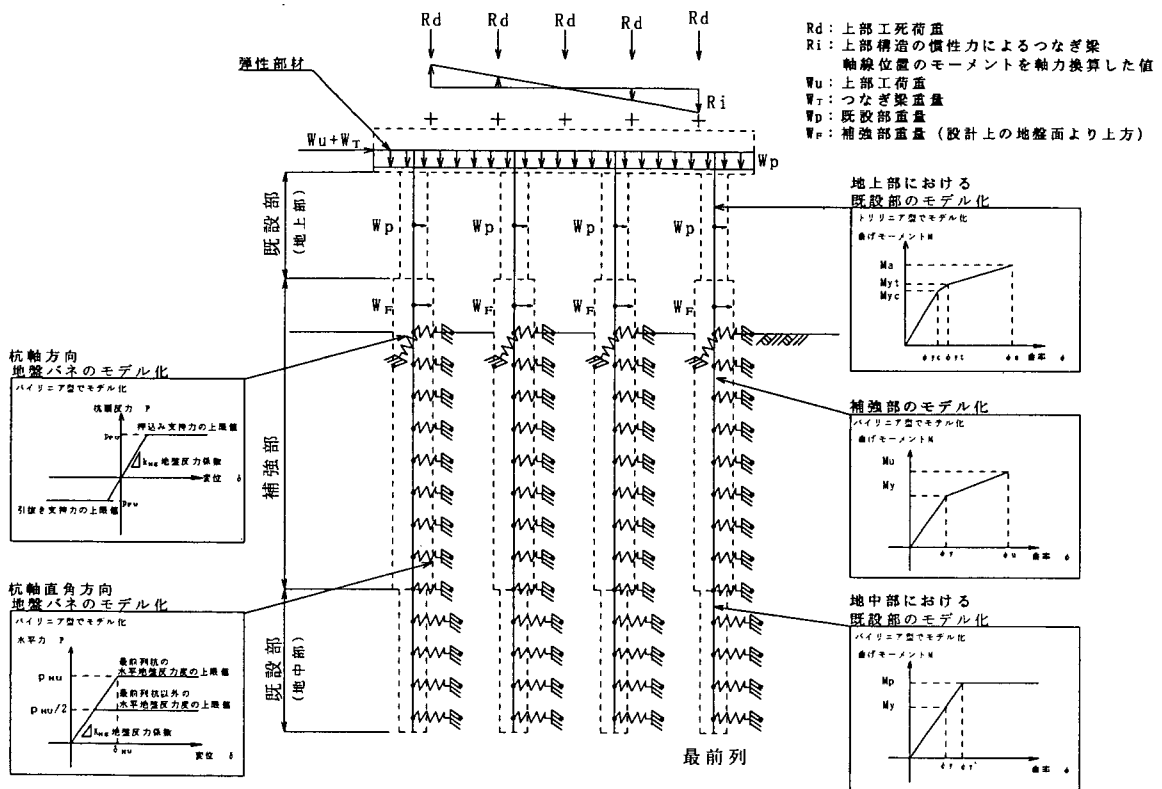 Rd Rd Rd Rd Rd
Rd：上部工死荷重
Ri：上部構造の慣性力によるつなぎ梁
軸線位置のモーメントを軸力換算した値
Wu：上部工荷重
WT：つなぎ梁重量
Wp：既設部重量
WF：補強部重量（設計上の地盤面より上方）
弾性部材
Ri
Wu+WT
Wp
既設部
(地上部)
Wp Wp Wp Wp
WF WF WF WF
補強部
既設部
(地中部)
最前列
杭軸方向
地盤バネのモデル化
バイリニア型でモデル化
杭頭反力 P
押込み支持力の上限値
地盤反力係数
変位 δ
引抜き支持力の上限値
杭軸直角方向
地盤バネのモデル化
バイリニア型でモデル化
水平力 P
PHU
PHU/2
最前列杭の
水平地盤反力度の上限値
最前列杭以外の
水平地盤反力度の上限値
地盤反力係数
δHU
変位 δ
地上部における
既設部のモデル化
トリリニア型でモデル化
曲げモーメントM
Ma
Myt
Myc
φyc φyt
曲率 φ
補強部のモデル化
バイリニア型でモデル化
曲げモーメントM
Mu
My
φy φu
曲率 φ
地中部における
既設部のモデル化
バイリニア型でモデル化
曲げモーメントM
Mp
My
φy φy'
曲率 φ